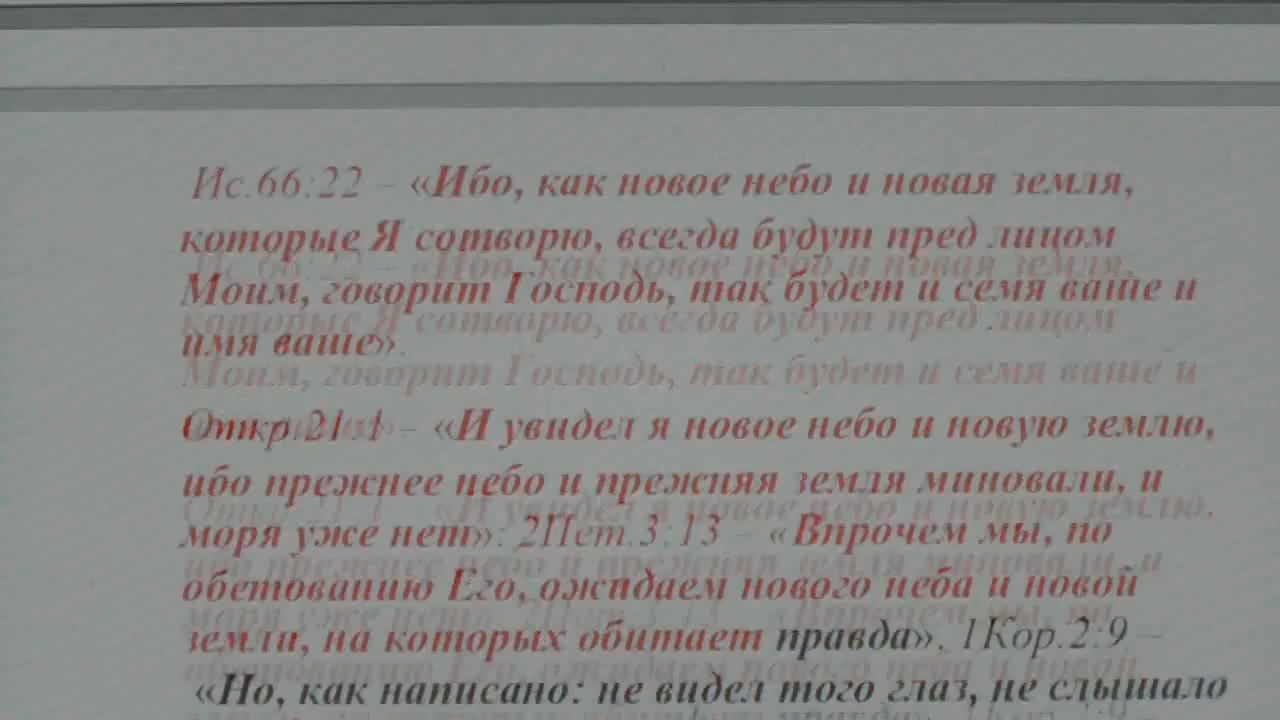 Ис.66:22 – «Ибо, как новое небо и новая земля,
которые Я сотворю, всегда будут пред лицом
Моим, говорит Господь, так будет и семя ваше и
имя ваше».
Откр.21:1 – «И увидел я новое небо и новую землю,
ибо прежнее небо и прежняя земля миновали, и
моря уже нет»: 2Пет.3:13 – «Впрочем мы, по
обетованию Его, ожидаем нового неба и новой
земли, на которых обитает правда», 1Кор.2:9 –
«Но, как написано: не видел того глаз, не слышало